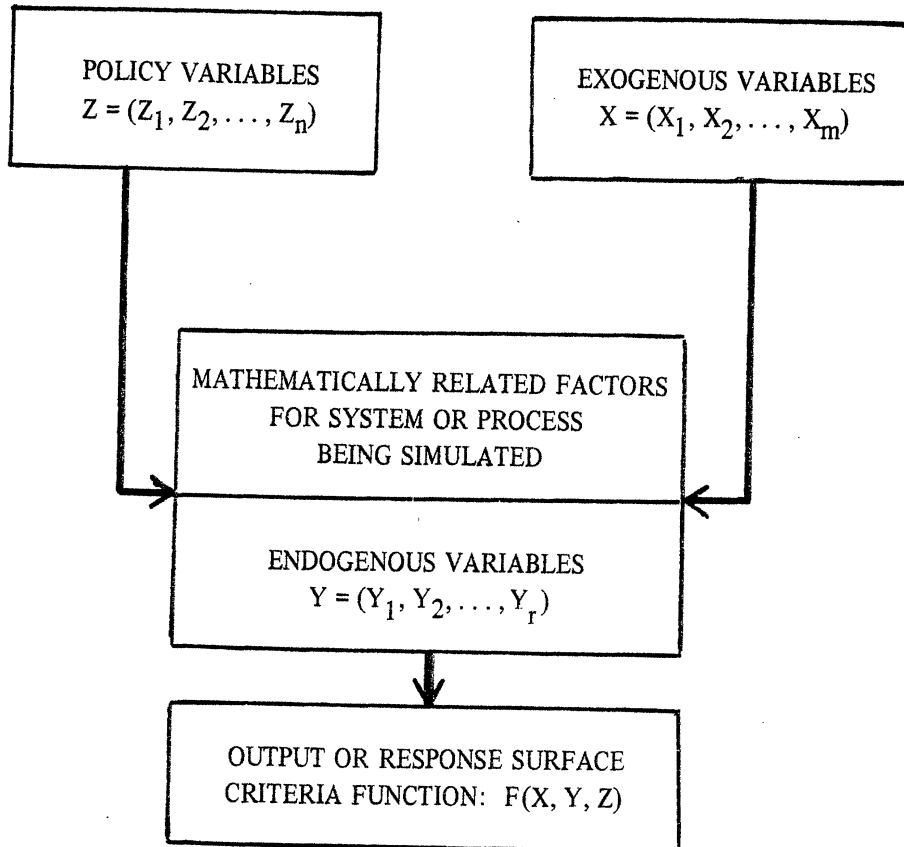 POLICY VARIABLES
Z = (Z₁, Z₂, . . . , Zₙ)
EXOGENOUS VARIABLES
X = (X₁, X₂, . . . , Xₘ)
MATHEMATICALLY RELATED FACTORS
FOR SYSTEM OR PROCESS
BEING SIMULATED
ENDOGENOUS VARIABLES
Y = (Y₁, Y₂, . . . , Yᵣ)
OUTPUT OR RESPONSE SURFACE
CRITERIA FUNCTION: F(X, Y, Z)